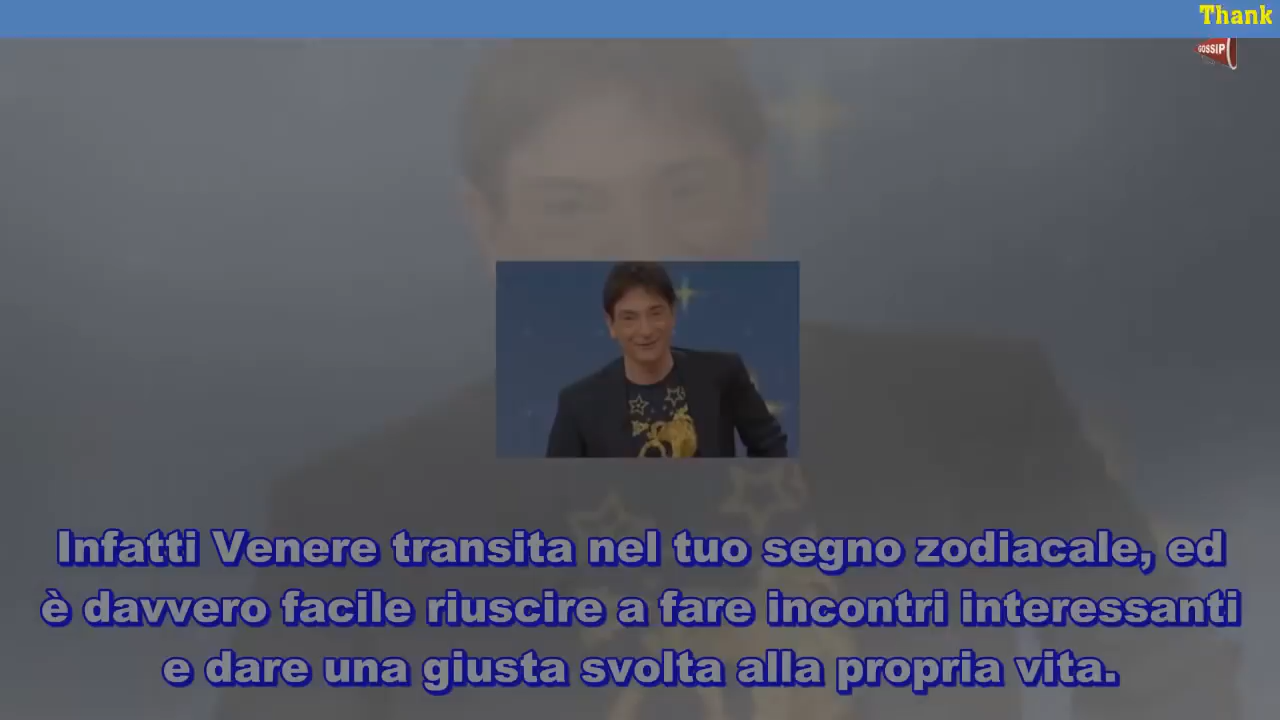 Thank
GOSSIP
Infatti Venere transita nel tuo segno zodiacale, ed
è davvero facile riuscire a fare incontri interessanti
e dare una giusta svolta alla propria vita.